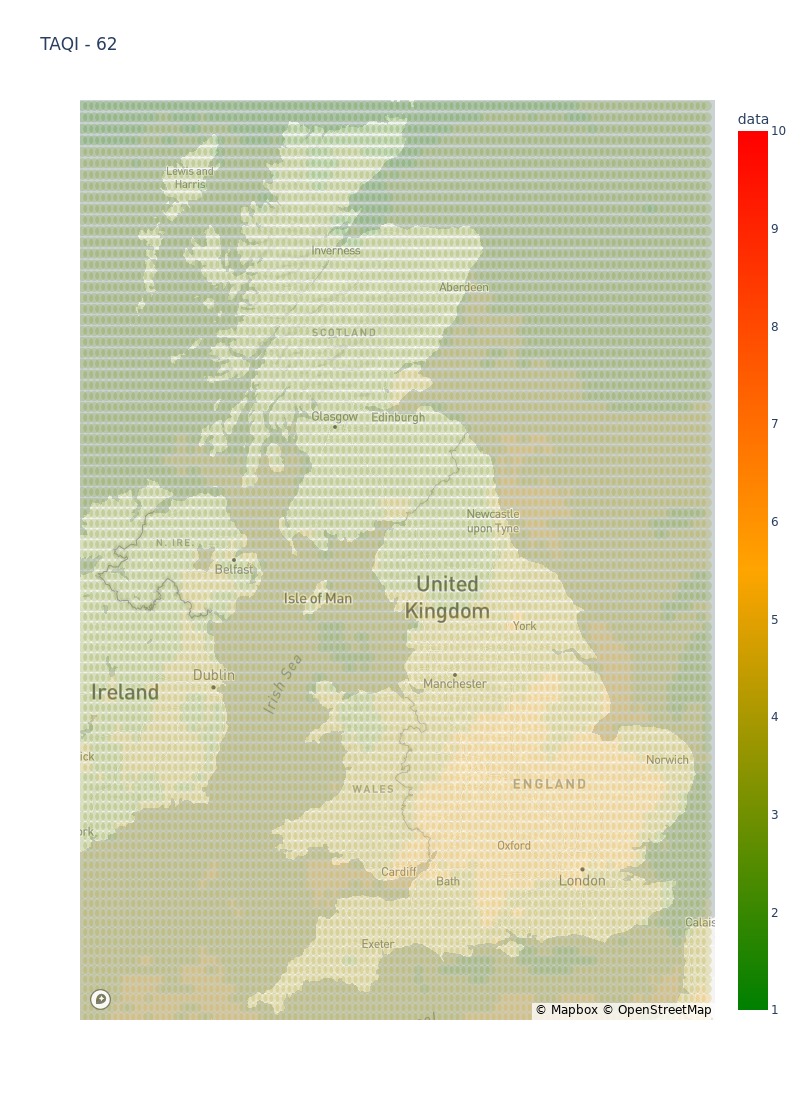 TAQI - 62
data
10
9
8
7
6
5
4
3
2
1
Lewis and
Harris
Inverness
Aberdeen
SCOTLAND
Glasgow
Edinburgh
Newcastle
upon Tyne
N. IRE.
Belfast
Isle of Man
United
Kingdom
York
Dublin
Manchester
Ireland
Irish Sea
Norwich
ick
WALES
ENGLAND
ork
Oxford
Cardiff
Bath
London
Calais
Exeter
© Mapbox © OpenStreetMap